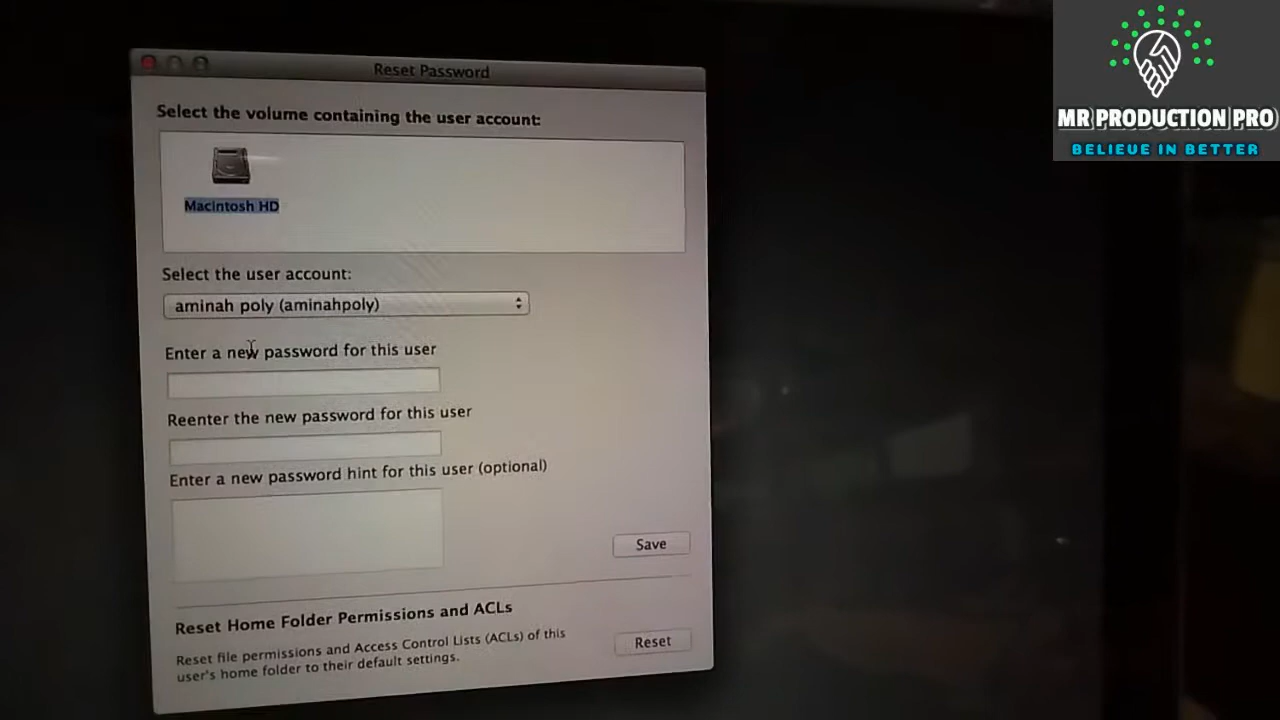 Reset Password
Select the volume containing the user account:
Macintosh HD
Select the user account:
aminah poly (aminahpoly)
Enter a new password for this user
Reenter the new password for this user
Enter a new password hint for this user (optional)
Save
Reset Home Folder Permissions and ACLs
Reset file permissions and Access Control Lists (ACLs) of this
user's home folder to their default settings.
Reset
MR PRODUCTION PRO
BELIEUE IN BETTER